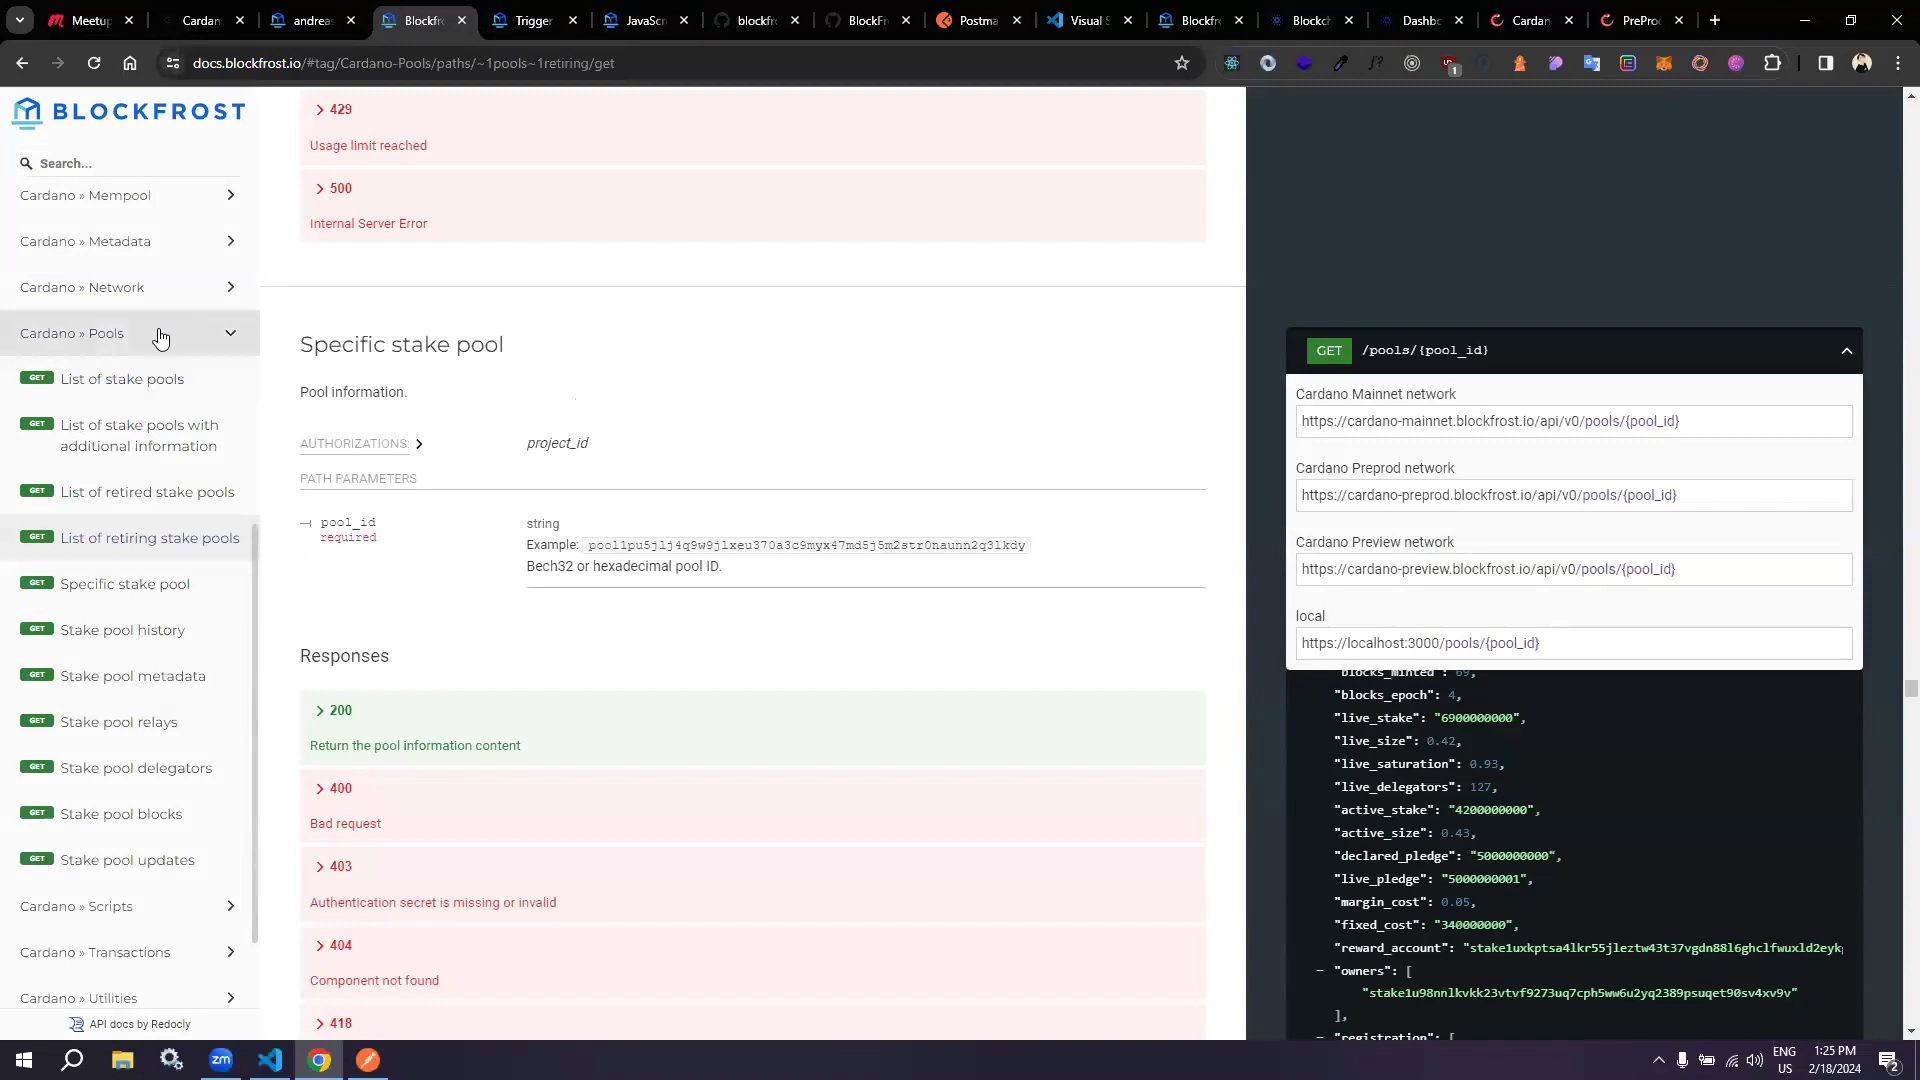 Meetup
Cardan
andreas
Blockfro
Trigger
JavaScr
blockfr
BlockFr
Postma
Visual S
Blockfro
Blockch
Dashbo
Cardan
PrePro
docs.blockfrost.io/#tag/Cardano-Pools/paths/~1pools~1retiring/get
1
BLOCKFROST
Search...
Cardano » Mempool
Cardano » Metadata
Cardano » Network
Cardano » Pools
GET List of stake pools
GET List of stake pools with
additional information
GET List of retired stake pools
GET List of retiring stake pools
GET Specific stake pool
GET Stake pool history
GET Stake pool metadata
GET Stake pool relays
GET Stake pool delegators
GET Stake pool blocks
GET Stake pool updates
Cardano » Scripts
Cardano » Transactions
Cardano » Utilities
API docs by Redocly
429
Usage limit reached
500
Internal Server Error
Specific stake pool
Pool information.
AUTHORIZATIONS: project_id
PATH PARAMETERS
pool_id
required
string
Example: pool1pu5jlj4q9w9jlxeu370a3c9myx47md5j5m2str0naunn2q3lkdy
Bech32 or hexadecimal pool ID.
Responses
200
Return the pool information content
400
Bad request
403
Authentication secret is missing or invalid
404
Component not found
418
GET /pools/{pool_id}
Cardano Mainnet network
https://cardano-mainnet.blockfrost.io/api/v0/pools/{pool_id}
Cardano Preprod network
https://cardano-preprod.blockfrost.io/api/v0/pools/{pool_id}
Cardano Preview network
https://cardano-preview.blockfrost.io/api/v0/pools/{pool_id}
local
https://localhost:3000/pools/{pool_id}
"blocks_minted": 69,
"blocks_epoch": 4,
"live_stake": "6900000000",
"live_size": 0.42,
"live_saturation": 0.93,
"live_delegators": 127,
"active_stake": "4200000000",
"active_size": 0.43,
"declared_pledge": "5000000000",
"live_pledge": "5000000001",
"margin_cost": 0.05,
"fixed_cost": "340000000",
"reward_account": "stake1uxkptsa4lkr55jleztw43t37vgdn88l6ghclfwuxld2eykg
− "owners": [
"stake1u98nnlkvkk23vtvf9273uq7cph5ww6u2yq2389psuqet90sv4xv9v"
],
− "registration": [
zm
ENG
US
1:25 PM
2/18/2024
2